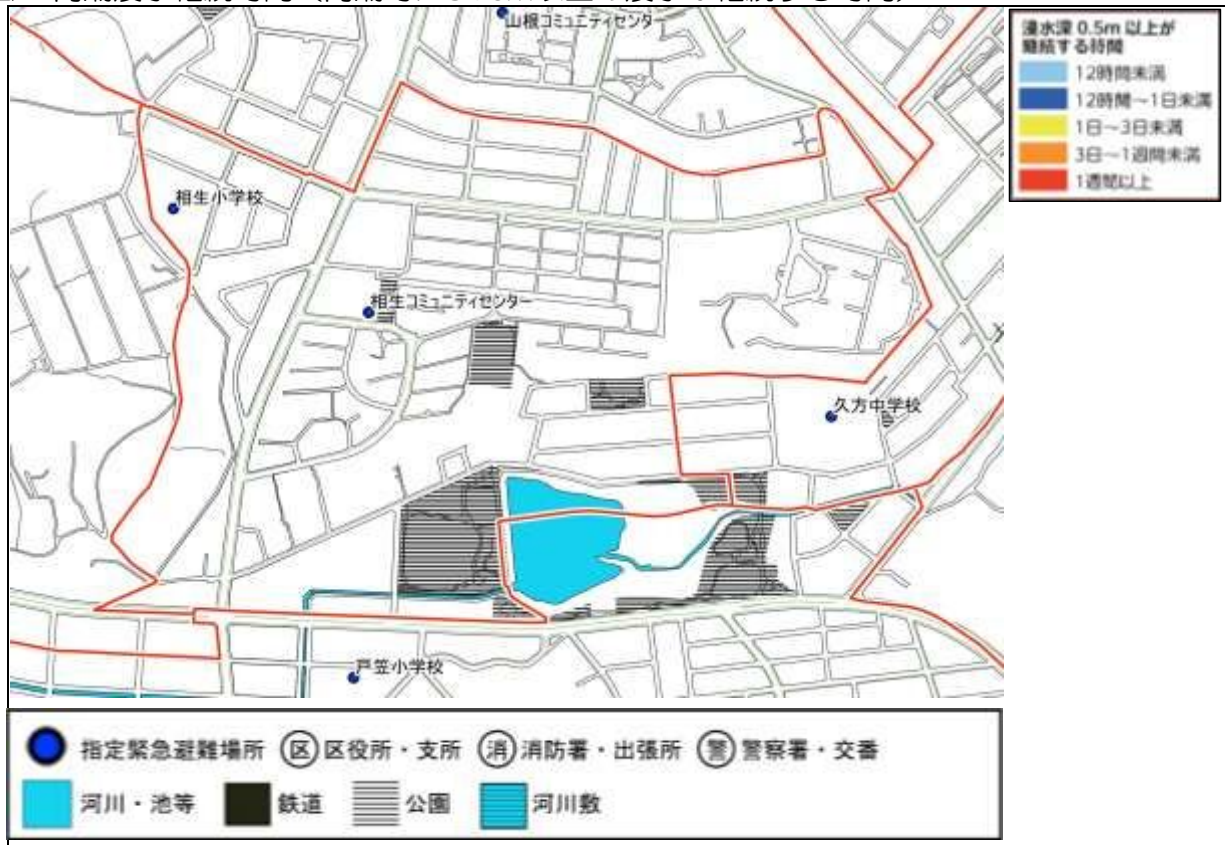 山根コミュニティセンター
浸水深 0.5m 以上が
継続する時間
12時間未満
12時間～1日未満
1日～3日未満
3日～1週間未満
1週間以上
相生小学校
相生コミュニティセンター
久方中学校
戸笠小学校
指定緊急避難場所 区 区役所・支所 消 消防署・出張所 警 警察署・交番
河川・池等 鉄道 公園 河川敷